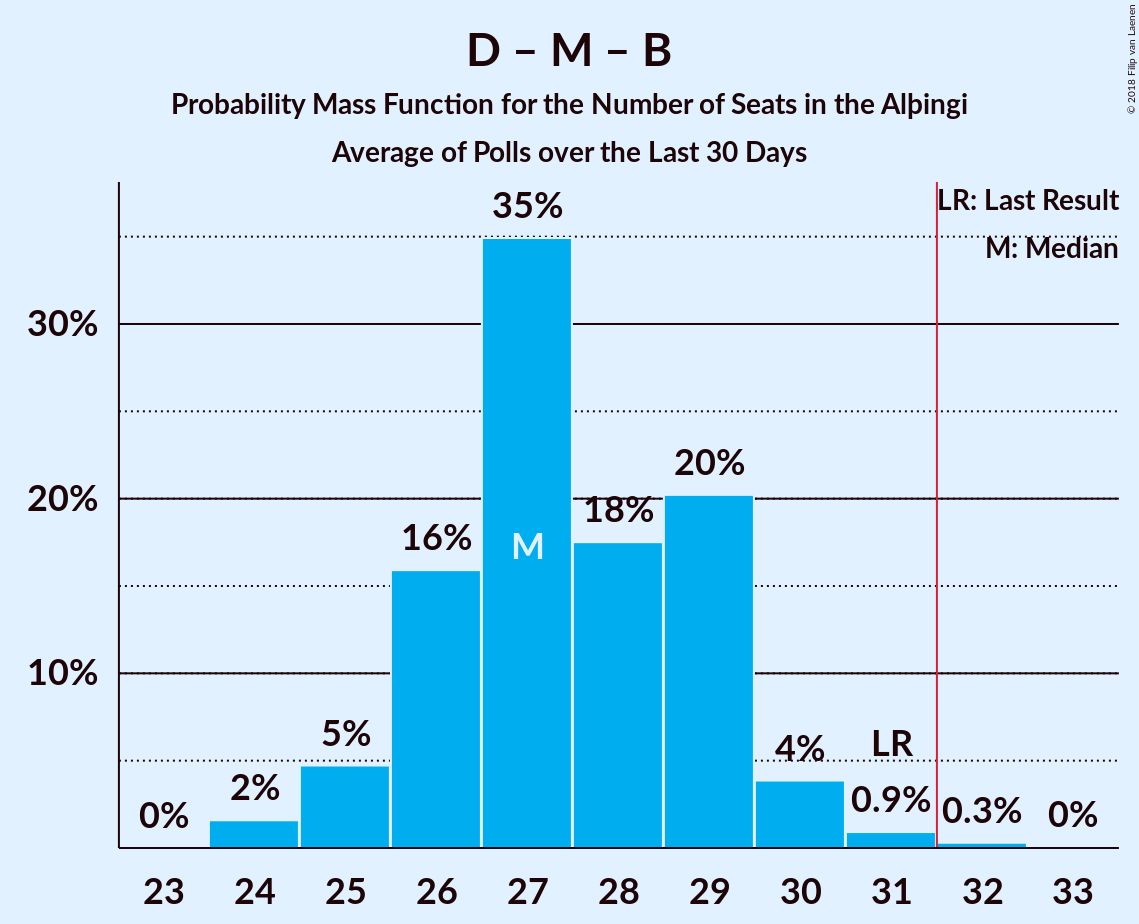 D – M – B
Probability Mass Function for the Number of Seats in the Alþingi
Average of Polls over the Last 30 Days
© 2018 Filip van Laenen
LR: Last Result
M: Median
30%
20%
10%
0%
2%
5%
16%
35%
M
18%
20%
4%
LR
0.9%
0.3%
0%
23 24 25 26 27 28 29 30 31 32 33